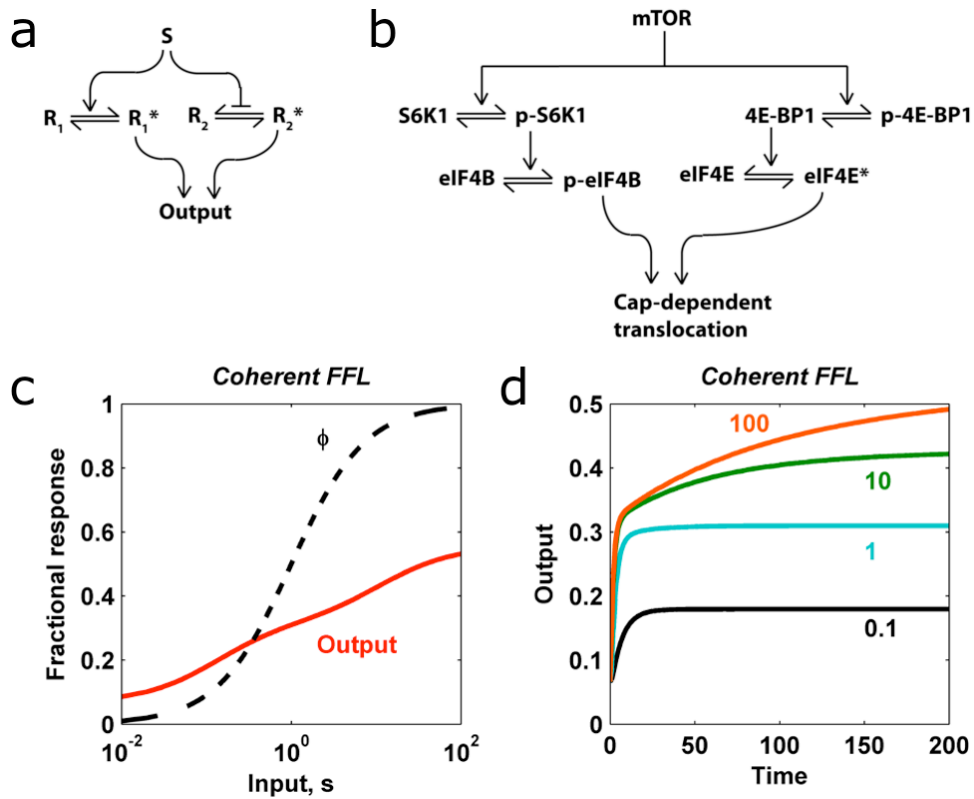 a
S
R1 R1* R2 R2*
Output
b
mTOR
S6K1 p-S6K1 4E-BP1 p-4E-BP1
eIF4B p-eIF4B eIF4E eIF4E*
Cap-dependent
translocation
c
Coherent FFL
Fractional response
1
0.8
0.6
0.4
0.2
0
ϕ
Output
10-2 100 102
Input, s
d
Coherent FFL
Output
0.5
0.4
0.3
0.2
0.1
0
100
10
1
0.1
0 50 100 150 200
Time